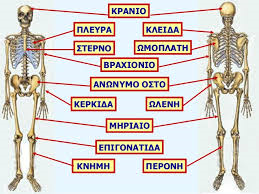 ΚΡΑΝΙΟ
ΠΛΕΥΡΑ ΚΛΕΙΔΑ
ΣΤΕΡΝΟ ΩΜΟΠΛΑΤΗ
ΒΡΑΧΙΟΝΙΟ
ΑΝΩΝΥΜΟ ΟΣΤΟ
ΚΕΡΚΙΔΑ ΩΛΕΝΗ
ΜΗΡΙΑΙΟ
ΕΠΙΓΟΝΑΤΙΔΑ
ΚΝΗΜΗ ΠΕΡΟΝΗ